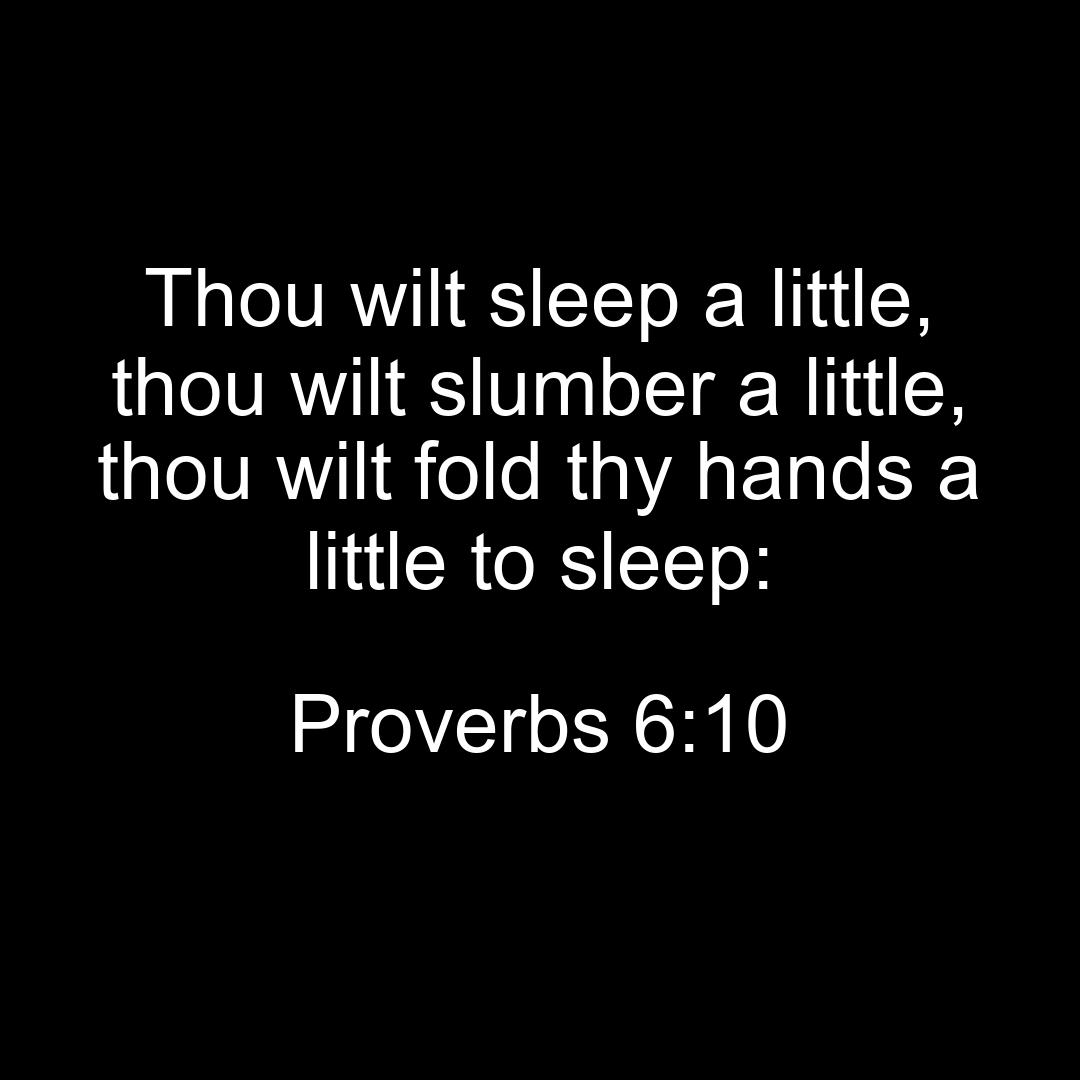 Thou wilt sleep a little,
thou wilt slumber a little,
thou wilt fold thy hands a
little to sleep:
Proverbs 6:10